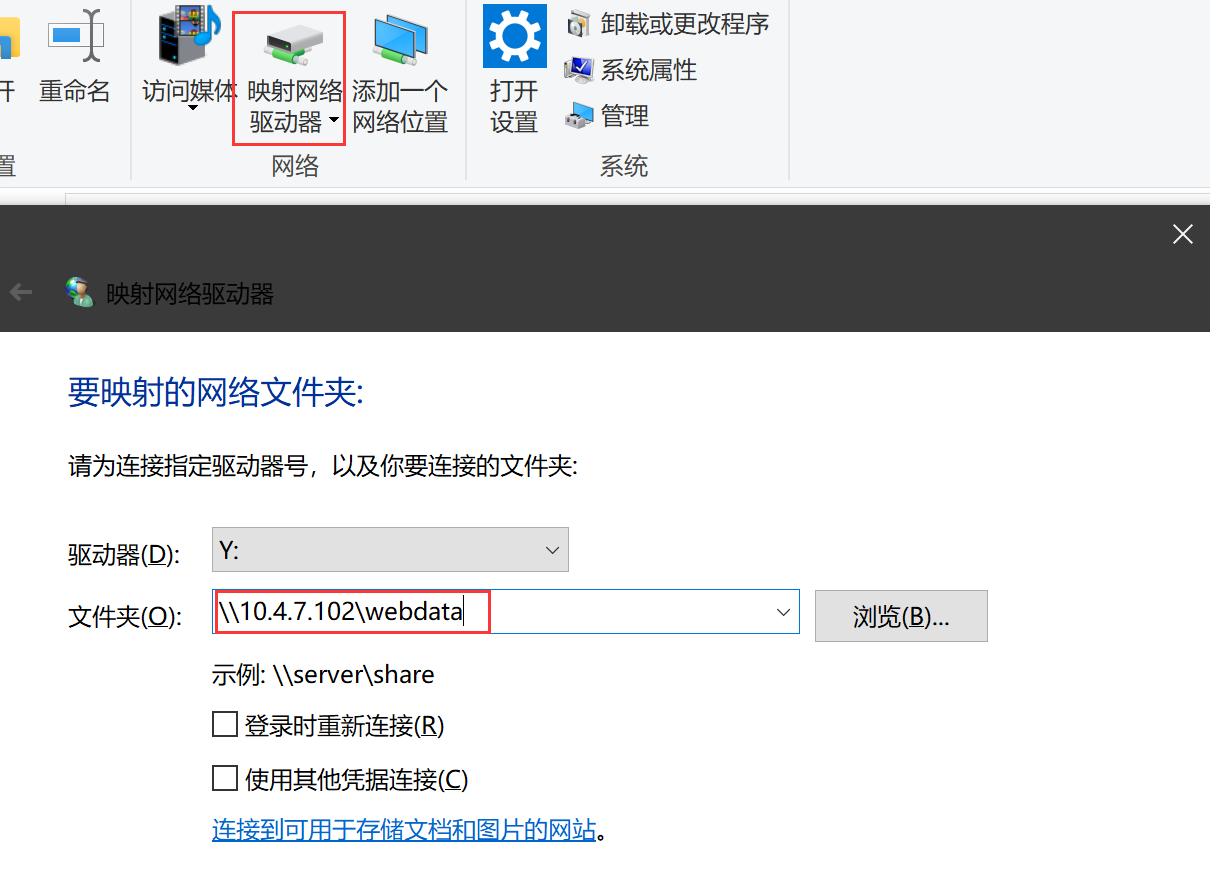 开
重命名
访问媒体
映射网络
驱动器
添加一个
网络位置
打开
设置
卸载或更改程序
系统属性
管理
置
网络
系统
映射网络驱动器
要映射的网络文件夹:
请为连接指定驱动器号，以及你要连接的文件夹:
驱动器(D):
Y:
文件夹(O):
\\10.4.7.102\webdata
浏览(B)...
示例: \\server\share
登录时重新连接(R)
使用其他凭据连接(C)
连接到可用于存储文档和图片的网站。